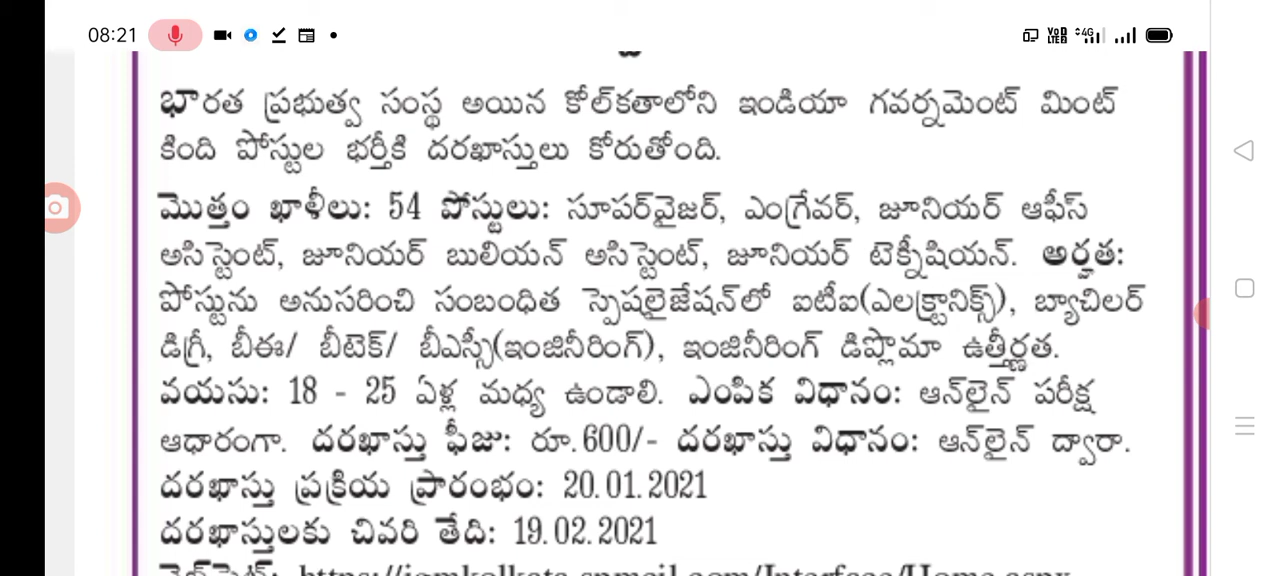 08:21
భారత ప్రభుత్వ సంస్థ అయిన కోల్‌కతాలోని ఇండియా గవర్నమెంట్ మింట్
కింది పోస్టుల భర్తీకి దరఖాస్తులు కోరుతోంది.
మొత్తం ఖాళీలు: 54 పోస్టులు: సూపర్‌వైజర్, ఎంగ్రేవర్, జూనియర్ ఆఫీస్
అసిస్టెంట్, జూనియర్ బులియన్ అసిస్టెంట్, జూనియర్ టెక్నీషియన్. అర్హత:
పోస్టును అనుసరించి సంబంధిత స్పెషలైజేషన్‌లో ఐటీఐ(ఎలక్ట్రానిక్స్), బ్యాచిలర్
డిగ్రీ, బీఈ/ బీటెక్/ బీఎస్సీ(ఇంజినీరింగ్), ఇంజినీరింగ్ డిప్లొమా ఉత్తీర్ణత.
వయసు: 18 - 25 ఏళ్ల మధ్య ఉండాలి. ఎంపిక విధానం: ఆన్‌లైన్ పరీక్ష
ఆధారంగా. దరఖాస్తు ఫీజు: రూ.600/- దరఖాస్తు విధానం: ఆన్‌లైన్ ద్వారా.
దరఖాస్తు ప్రక్రియ ప్రారంభం: 20.01.2021
దరఖాస్తులకు చివరి తేది: 19.02.2021